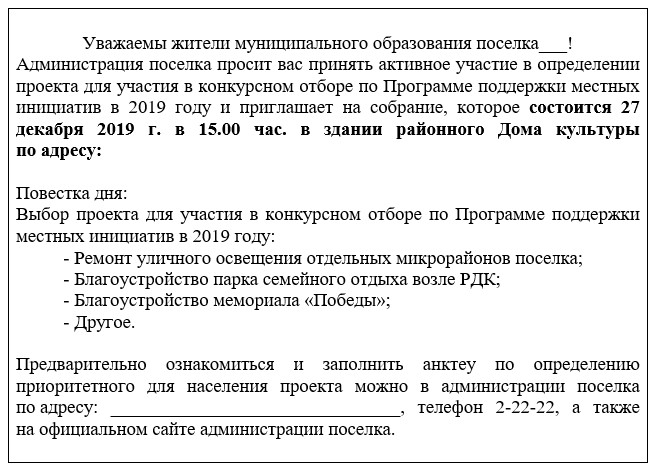 Уважаемы жители муниципального образования поселка___!
Администрация поселка просит вас принять активное участие в определении
проекта для участия в конкурсном отборе по Программе поддержки местных
инициатив в 2019 году и приглашает на собрание, которое состоится 27
декабря 2019 г. в 15.00 час. в здании районного Дома культуры
по адресу:
Повестка дня:
Выбор проекта для участия в конкурсном отборе по Программе поддержки
местных инициатив в 2019 году:
- Ремонт уличного освещения отдельных микрорайонов поселка;
- Благоустройство парка семейного отдыха возле РДК;
- Благоустройство мемориала «Победы»;
- Другое.
Предварительно ознакомиться и заполнить анктеу по определению
приоритетного для населения проекта можно в администрации поселка
по адресу: _______________________________, телефон 2-22-22, а также
на официальном сайте администрации поселка.